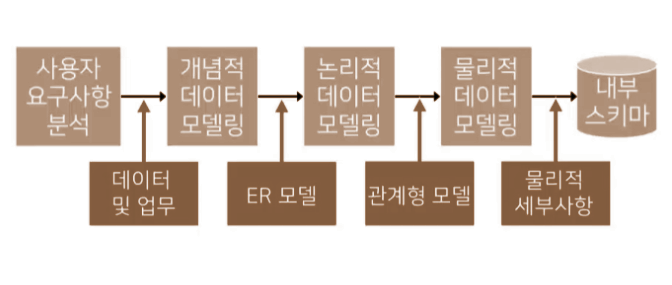 사용자
요구사항
분석
개념적
데이터
모델링
논리적
데이터
모델링
물리적
데이터
모델링
내부
스키마
데이터
및 업무
ER 모델
관계형 모델
물리적
세부사항